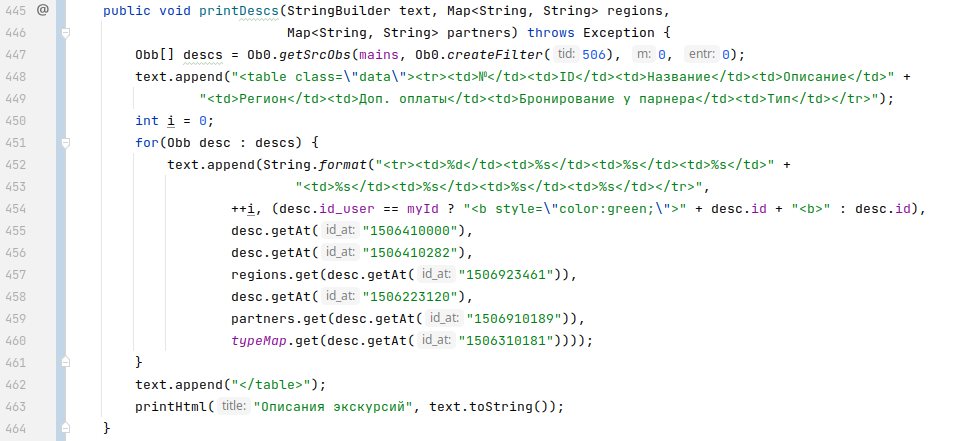 445 @ public void printDescs(StringBuilder text, Map<String, String> regions,
446 Map<String, String> partners) throws Exception {
447 Obb[] descs = Ob0.getSrcObs(mains, Ob0.createFilter( tid: 506), m: 0, entr: 0);
448 text.append("<table class=\"data\"><tr><td>№</td><td>ID</td><td>Название</td><td>Описание</td>" +
449 "<td>Регион</td><td>Доп. оплаты</td><td>Бронирование у парнера</td><td>Тип</td></tr>");
450 int i = 0;
451 for(Obb desc : descs) {
452 text.append(String.format("<tr><td>%d</td><td>%s</td><td>%s</td><td>%s</td>" +
453 "<td>%s</td><td>%s</td><td>%s</td><td>%s</td></tr>",
454 ++i, (desc.id_user == myId ? "<b style=\"color:green;\">" + desc.id + "<b>" : desc.id),
455 desc.getAt( id_at: "1506410000"),
456 desc.getAt( id_at: "1506410282"),
457 regions.get(desc.getAt( id_at: "1506923461")),
458 desc.getAt( id_at: "1506223120"),
459 partners.get(desc.getAt( id_at: "1506910189")),
460 typeMap.get(desc.getAt( id_at: "1506310181"))));
461 }
462 text.append("</table>");
463 printHtml( title: "Описания экскурсий", text.toString());
464 }